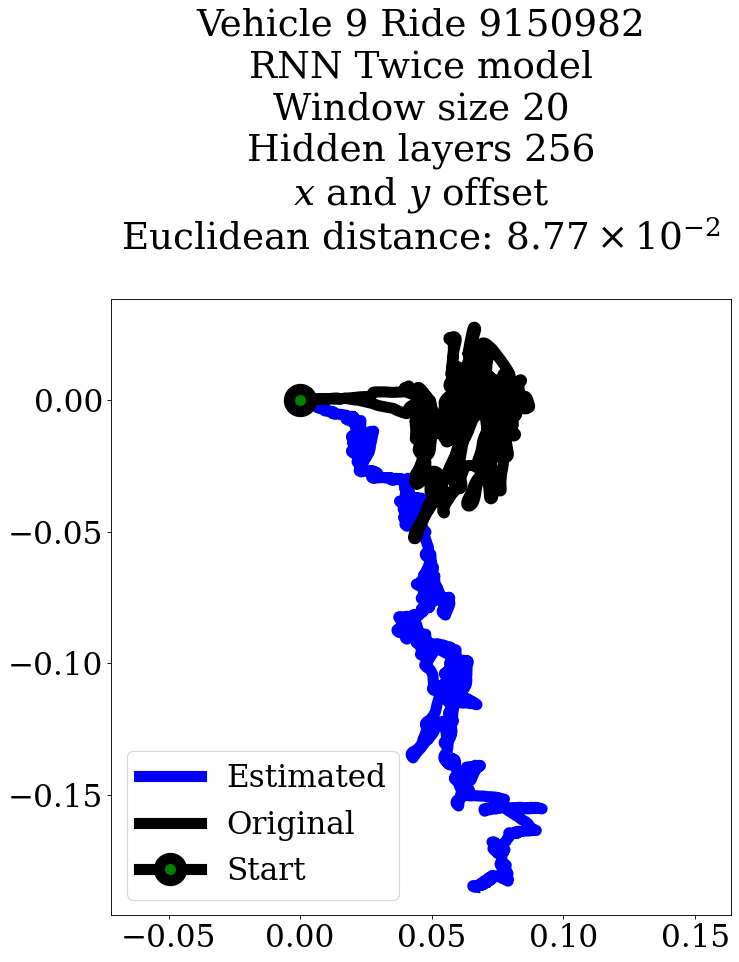 Vehicle 9 Ride 9150982
RNN Twice model
Window size 20
Hidden layers 256
x and y offset
Euclidean distance: 8.77 × 10⁻²
0.00
−0.05
−0.10
−0.15
Estimated
Original
Start
−0.05 0.00 0.05 0.10 0.15